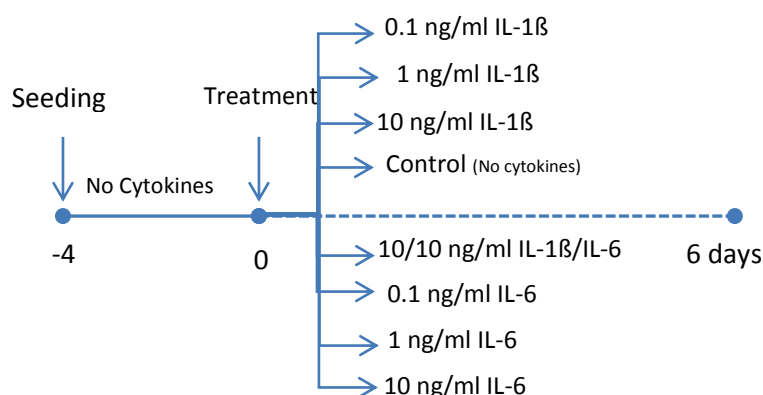 0.1 ng/ml IL-1ß
1 ng/ml IL-1ß
Seeding
Treatment
10 ng/ml IL-1ß
Control (No cytokines)
No Cytokines
-4
0
10/10 ng/ml IL-1ß/IL-6
6 days
0.1 ng/ml IL-6
1 ng/ml IL-6
10 ng/ml IL-6